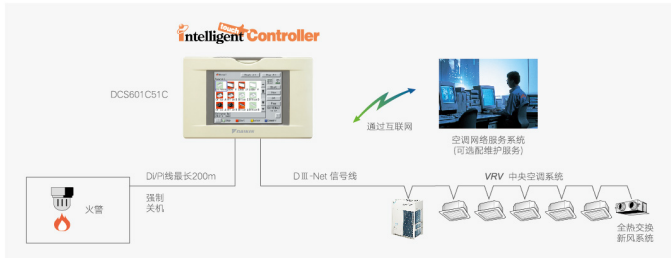 intelligent touch Controller
DCS601C51C
DAIKIN
通过互联网
空调网络服务系统
(可选配维护服务)
DI/Pi线最长200m
DⅢ-Net 信号线
VRV 中央空调系统
火警
强制
关机
全热交换
新风系统